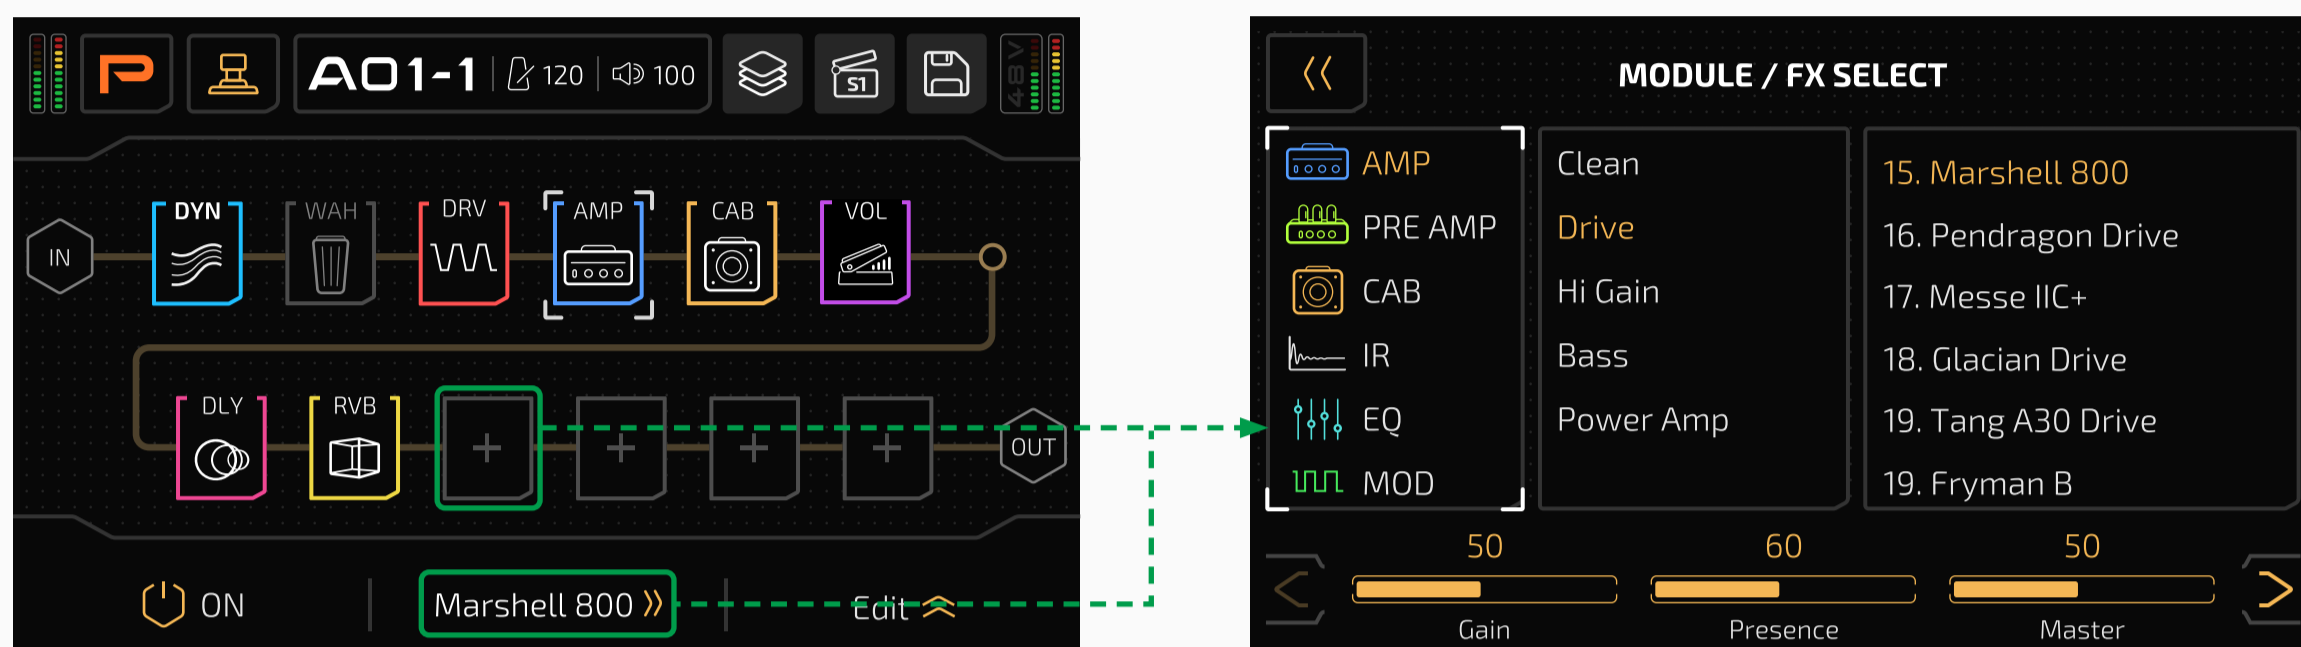 A01-1 120 100 S1 48V
IN DYN WAH DRV AMP CAB VOL
DLY RVB + + + + OUT
ON Marshell 800 Edit
MODULE / FX SELECT
AMP
PRE AMP
CAB
IR
EQ
MOD
Clean
Drive
Hi Gain
Bass
Power Amp
15. Marshell 800
16. Pendragon Drive
17. Messe IIC+
18. Glacian Drive
19. Tang A30 Drive
19. Fryman B
50 60 50
Gain Presence Master